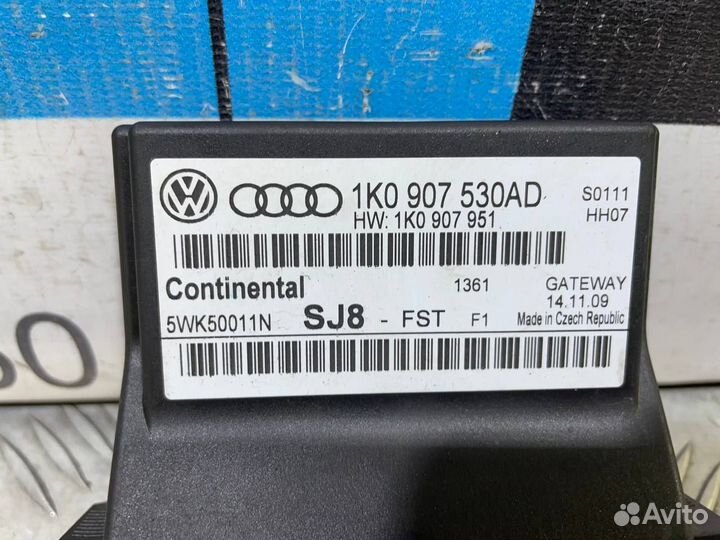 1K0 907 530AD S0111
HW: 1K0 907 951 HH07
Continental 1361 GATEWAY
14.11.09
5WK50011N SJ8 - FST F1 Made in Czech Republic
Avito